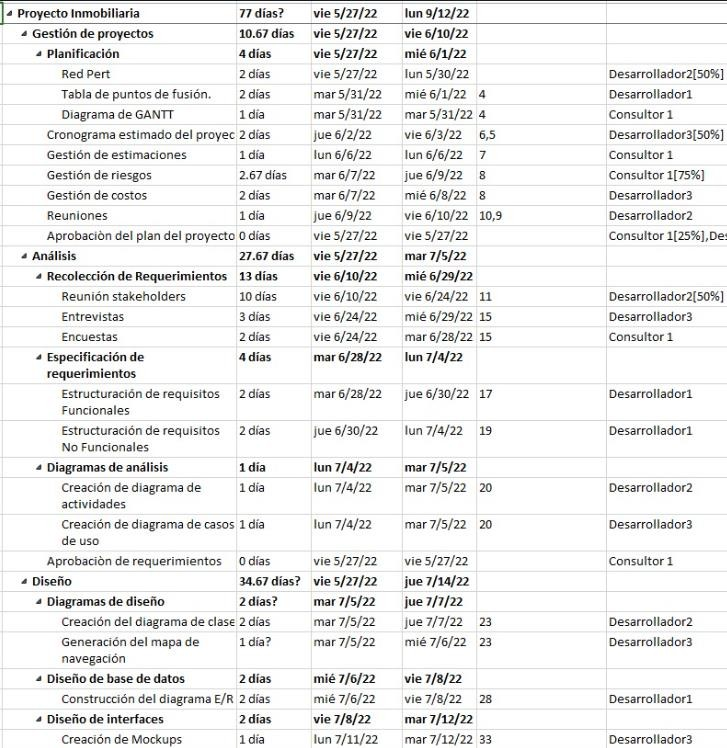 Proyecto Inmobiliaria 77 días? vie 5/27/22 lun 9/12/22
Gestión de proyectos 10.67 días vie 5/27/22 vie 6/10/22
Planificación 4 días vie 5/27/22 mié 6/1/22
Red Pert 2 días vie 5/27/22 lun 5/30/22 Desarrollador2[50%]
Tabla de puntos de fusión. 2 días mar 5/31/22 mié 6/1/22 4 Desarrollador1
Diagrama de GANTT 1 día mar 5/31/22 mar 5/31/22 4 Consultor 1
Cronograma estimado del proyec 2 días jue 6/2/22 vie 6/3/22 6,5 Desarrollador3[50%]
Gestión de estimaciones 1 día lun 6/6/22 lun 6/6/22 7 Consultor 1
Gestión de riesgos 2.67 días mar 6/7/22 jue 6/9/22 8 Consultor 1[75%]
Gestión de costos 2 días mar 6/7/22 mié 6/8/22 8 Desarrollador3
Reuniones 1 día jue 6/9/22 vie 6/10/22 10,9 Desarrollador2
Aprobaciòn del plan del proyecto 0 días vie 5/27/22 vie 5/27/22 Consultor 1[25%],Des
Análisis 27.67 días vie 5/27/22 mar 7/5/22
Recolección de Requerimientos 13 días vie 6/10/22 mié 6/29/22
Reunión stakeholders 10 días vie 6/10/22 vie 6/24/22 11 Desarrollador2[50%]
Entrevistas 3 días vie 6/24/22 mié 6/29/22 15 Desarrollador3
Encuestas 2 días vie 6/24/22 mar 6/28/22 15 Consultor 1
Especificación de 4 días mar 6/28/22 lun 7/4/22
requerimientos
Estructuración de requisitos 2 días mar 6/28/22 jue 6/30/22 17 Desarrollador1
Funcionales
Estructuración de requisitos 2 días jue 6/30/22 lun 7/4/22 19 Desarrollador1
No Funcionales
Diagramas de análisis 1 día lun 7/4/22 mar 7/5/22
Creación de diagrama de 1 día lun 7/4/22 mar 7/5/22 20 Desarrollador2
actividades
Creación de diagrama de casos 1 día lun 7/4/22 mar 7/5/22 20 Desarrollador3
de uso
Aprobaciòn de requerimientos 0 días vie 5/27/22 vie 5/27/22 Consultor 1
Diseño 34.67 días? vie 5/27/22 jue 7/14/22
Diagramas de diseño 2 días? mar 7/5/22 jue 7/7/22
Creación del diagrama de clase 2 días mar 7/5/22 jue 7/7/22 23 Desarrollador2
Generación del mapa de 1 día? mar 7/5/22 mié 7/6/22 23 Desarrollador3
navegación
Diseño de base de datos 2 días mié 7/6/22 vie 7/8/22
Construcción del diagrama E/R 2 días mié 7/6/22 vie 7/8/22 28 Desarrollador1
Diseño de interfaces 2 días vie 7/8/22 mar 7/12/22
Creación de Mockups 1 día lun 7/11/22 mar 7/12/22 33 Desarrollador3